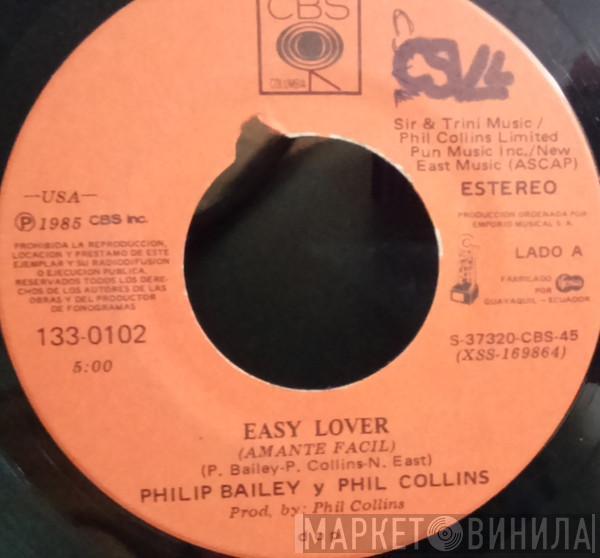 CBS
COLUMBIA
CS14
Sir & Trini Music/
Phil Collins Limited
Pun Music Inc./New
East Music (ASCAP)
ESTEREO
PRODUCCION ORDENADA POR
EMPORIO MUSICAL S. A.
LADO A
FABRICADO
POR
GUAYAQUIL - ECUADOR
S-37320-CBS-45
(XSS-169864)
—USA—
Ⓟ 1985 CBS Inc.
PROHIBIDA LA REPRODUCCION,
LOCACION Y PRESTAMO DE ESTE
EJEMPLAR Y SU RADIODIFUSION
O EJECUCION PUBLICA.
RESERVADOS TODOS LOS DERE-
CHOS DE LOS AUTORES DE LAS
OBRAS Y DEL PRODUCTOR
DE FONOGRAMAS
133-0102
5:00
EASY LOVER
(AMANTE FACIL)
(P. Bailey-P. Collins-N. East)
PHILIP BAILEY y PHIL COLLINS
Prod. by: Phil Collins
МАРКЕТ ВИНИЛА